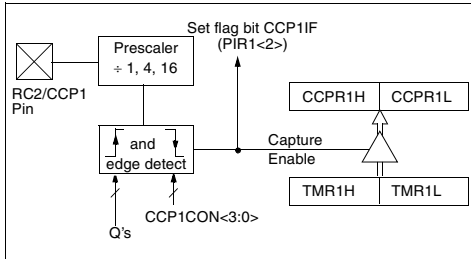 Set flag bit CCP1IF
(PIR1<2>)
Prescaler
÷ 1, 4, 16
RC2/CCP1
Pin
CCPR1H
CCPR1L
and
edge detect
Capture
Enable
TMR1H
TMR1L
CCP1CON<3:0>
Q's